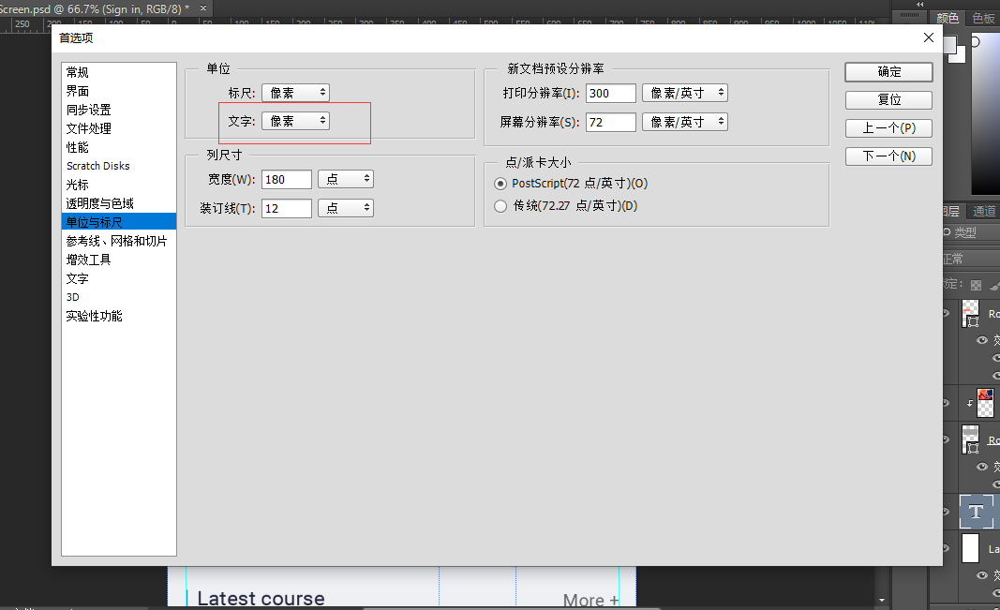 Screen.psd @ 66.7% (Sign in, RGB/8) * ×
250 200 150 100 50 0 50 100 150 200 250 300 350 400 450 500 550 600 650 700 750 800 850 900 950 1000 1050
颜色 色板
首选项
常规
界面
同步设置
文件处理
性能
Scratch Disks
光标
透明度与色域
单位与标尺
参考线、网格和切片
增效工具
文字
3D
实验性功能
单位
标尺: 像素
文字: 像素
列尺寸
宽度(W): 180 点
装订线(T): 12 点
新文档预设分辨率
打印分辨率(I): 300 像素/英寸
屏幕分辨率(S): 72 像素/英寸
点/派卡大小
PostScript(72 点/英寸)(O)
传统(72.27 点/英寸)(D)
确定
复位
上一个(P)
下一个(N)
图层 通道
类型
正常
定:
Ro
Ro
T
La
Latest course
More +